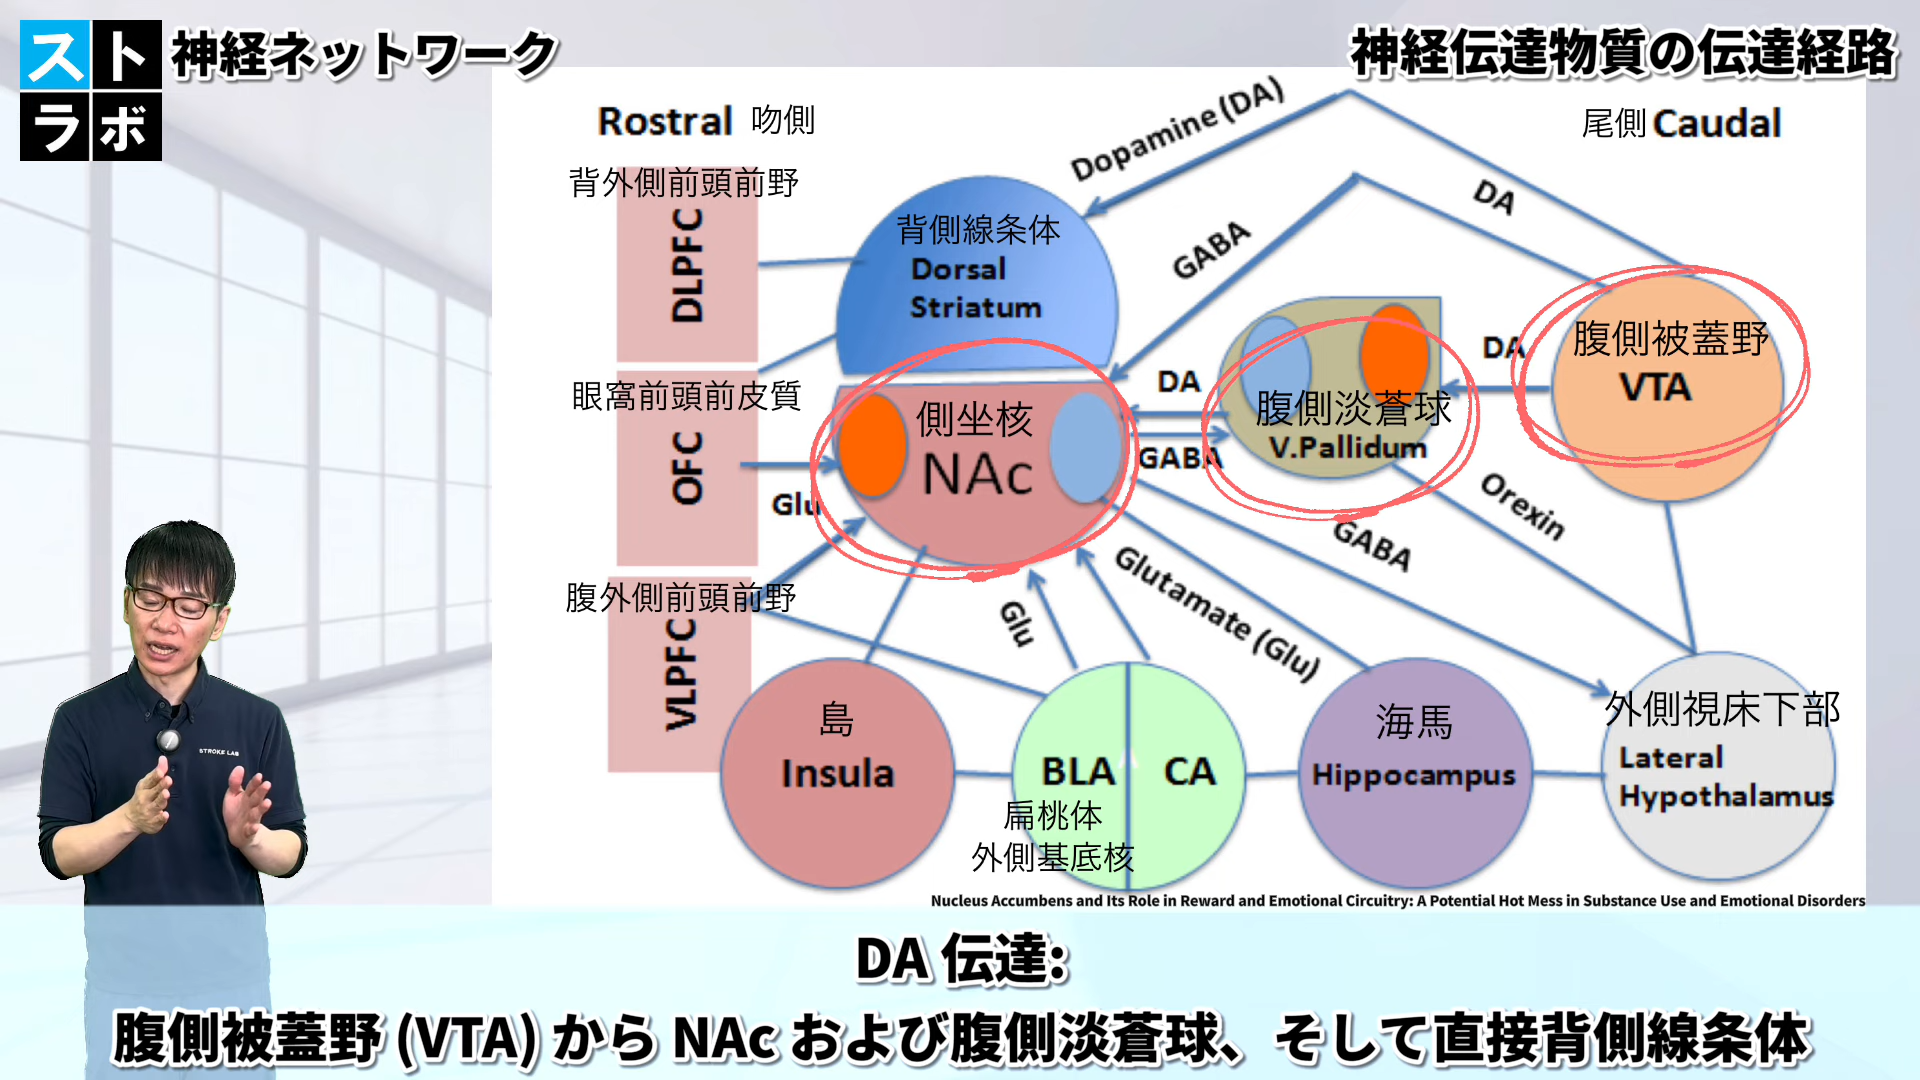 スト
ラボ
神経ネットワーク
神経伝達物質の伝達経路
Rostral 吻側
尾側 Caudal
背外側前頭前野
DLPFC
眼窩前頭前皮質
OFC
腹外側前頭前野
VLPFC
背側線条体
Dorsal
Striatum
側坐核
NAc
Dopamine (DA)
DA
GABA
DA
GABA
DA
腹側淡蒼球
V.Pallidum
腹側被蓋野
VTA
Glu
Glu
Glutamate (Glu)
GABA
Orexin
島
Insula
BLA
CA
扁桃体
外側基底核
海馬
Hippocampus
外側視床下部
Lateral
Hypothalamus
STROKE LAB
Nucleus Accumbens and Its Role in Reward and Emotional Circuitry: A Potential Hot Mess in Substance Use and Emotional Disorders
DA 伝達:
腹側被蓋野 (VTA) から NAc および腹側淡蒼球、そして直接背側線条体